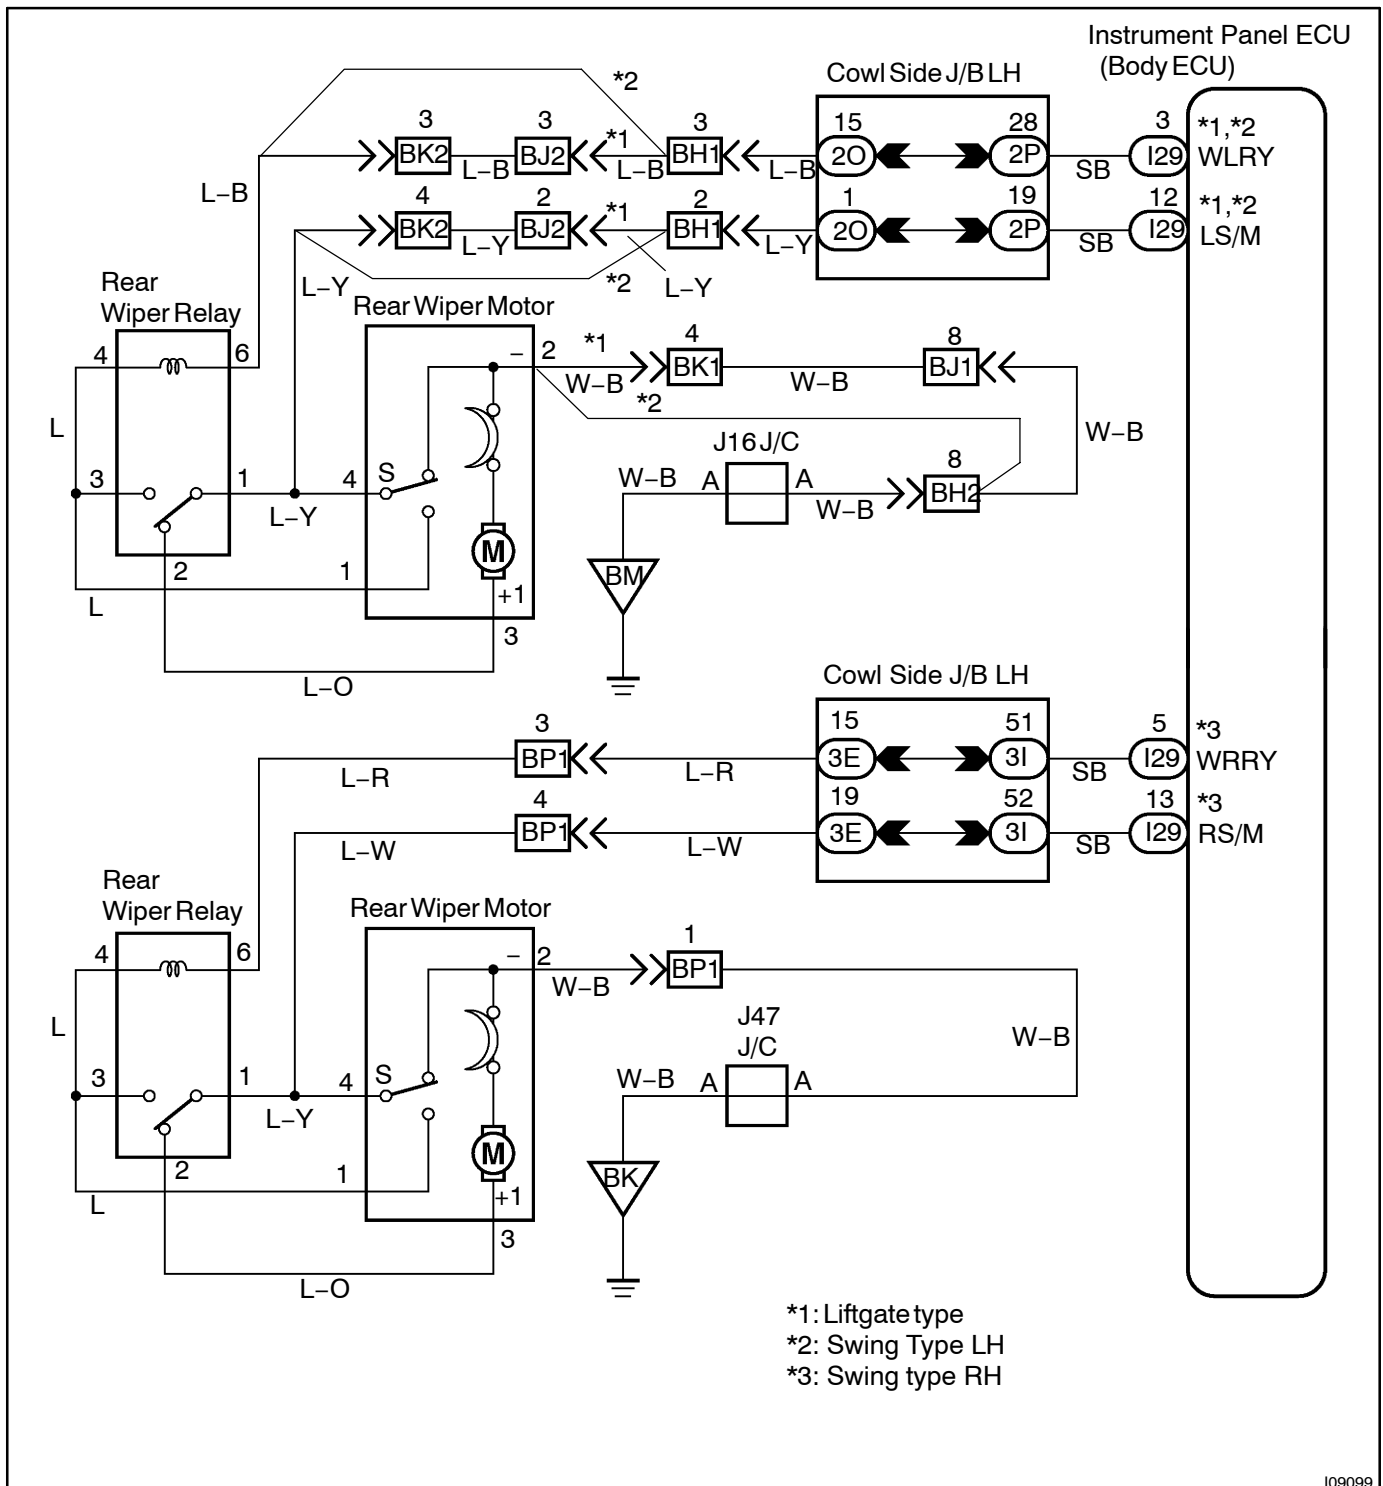 Instrument Panel ECU
(Body ECU)
Cowl Side J/B LH
*2
3 3 *1 3 15 28 3 *1,*2
BK2 BJ2 BH1 2O 2P I29 WLRY
L–B L–B L–B L–B SB
L–B
4 2 *1 2 1 19 12 *1,*2
BK2 BJ2 BH1 2O 2P I29 LS/M
L–Y L–Y SB
L–Y *2 L–Y
Rear
Wiper Relay
Rear Wiper Motor
4 6 – 2 *1 4 8
W–B BK1 W–B BJ1
*2
L W–B
J16 J/C
3 1 4 S W–B A A 8
L–Y W–B BH2
M
2 1 BM
L +1
3
L–O
Cowl Side J/B LH
3 15 51 5 *3
BP1 3E 3I I29 WRRY
L–R L–R SB
4 19 52 13 *3
BP1 3E 3I I29 RS/M
L–W L–W SB
Rear
Wiper Relay
Rear Wiper Motor
4 6 – 2 1
W–B BP1
L J47
J/C W–B
3 1 4 S W–B A A
L–Y
M
2 1 BK
L +1
3
L–O
*1: Liftgate type
*2: Swing Type LH
*3: Swing type RH
I09099